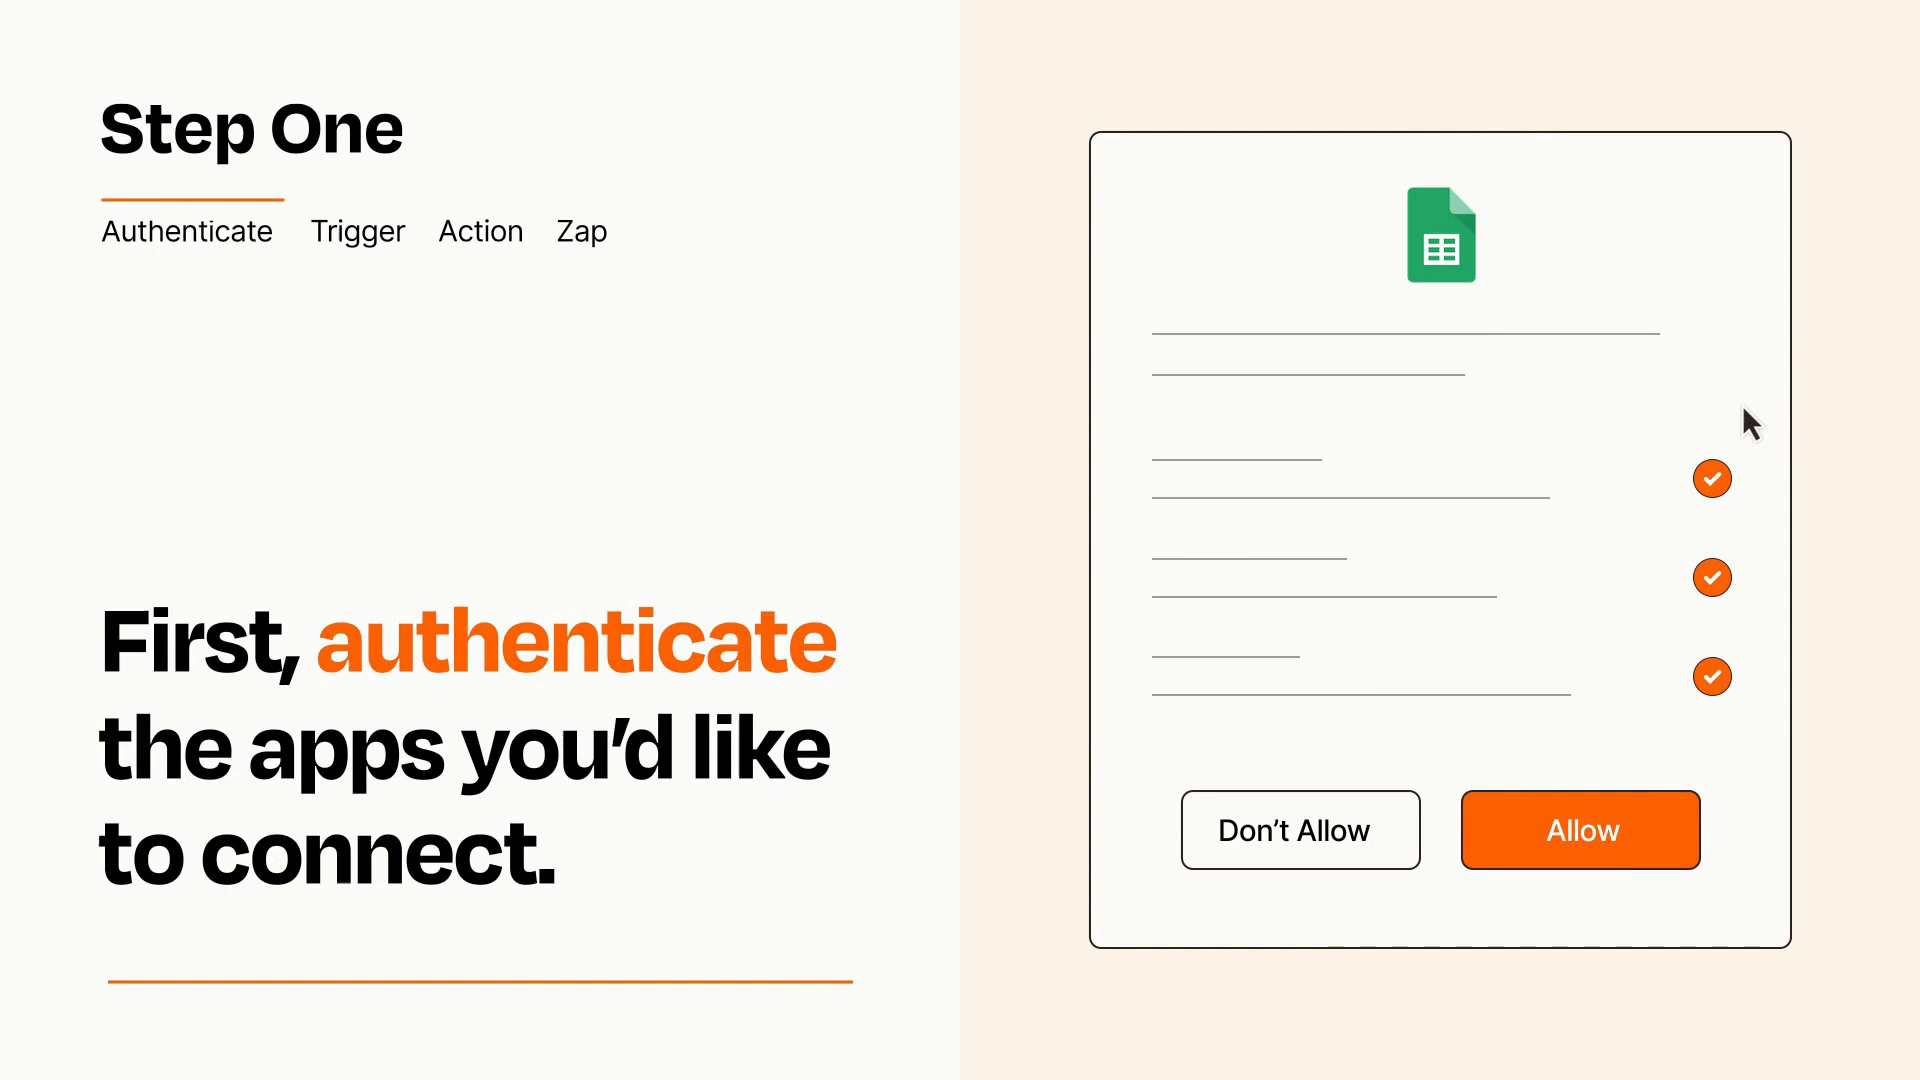 Step One
Authenticate Trigger Action Zap
First, authenticate
the apps you’d like
to connect.
Don’t Allow
Allow